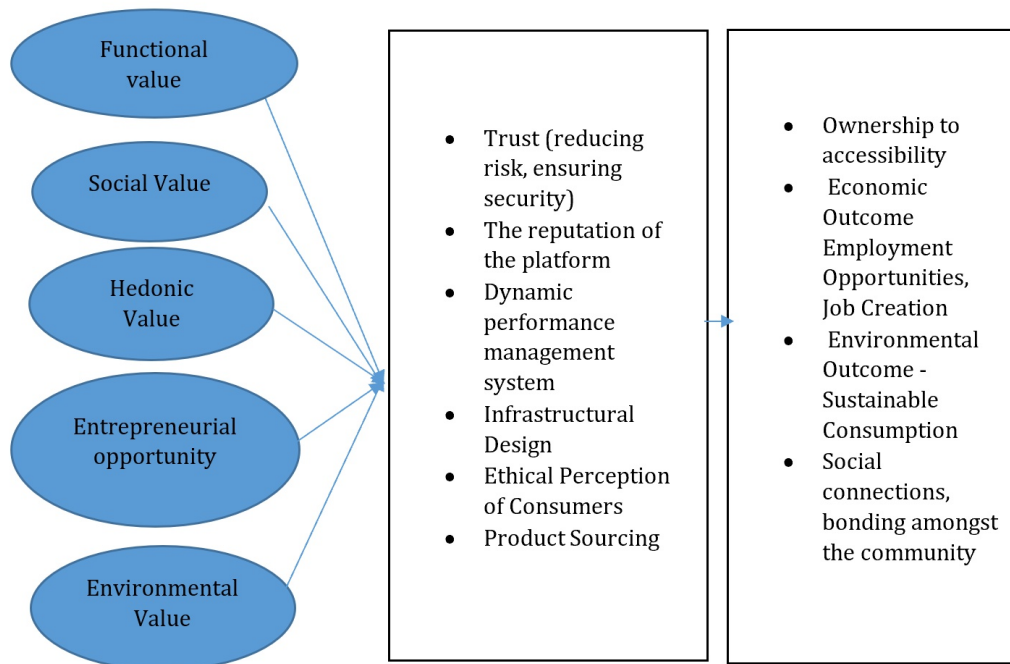 Functional
value
Social Value
Hedonic
Value
Entrepreneurial
opportunity
Environmental
Value
• Trust (reducing
risk, ensuring
security)
• The reputation of
the platform
• Dynamic
performance
management
system
• Infrastructural
Design
• Ethical Perception
of Consumers
• Product Sourcing
• Ownership to
accessibility
• Economic
Outcome
Employment
Opportunities,
Job Creation
• Environmental
Outcome -
Sustainable
Consumption
• Social
connections,
bonding amongst
the community